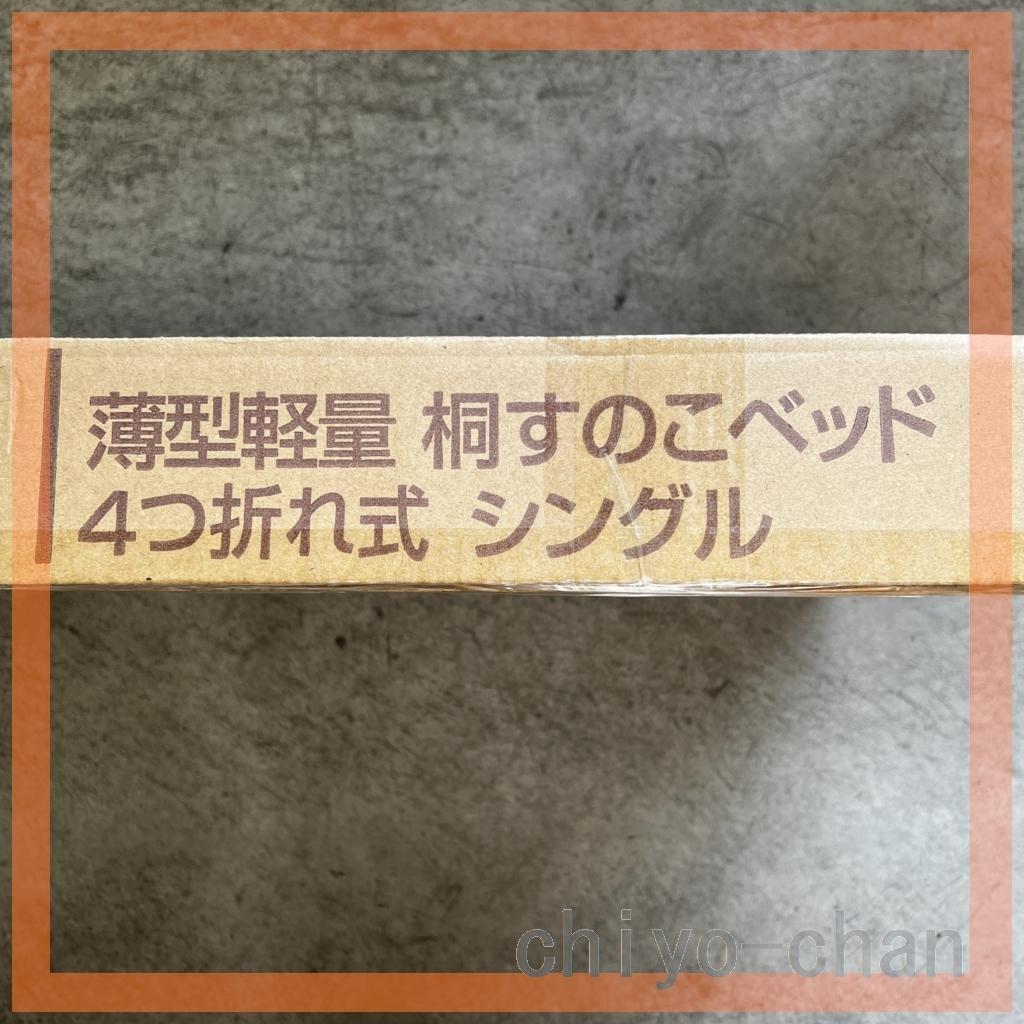 薄型軽量 桐すのこベッド
4つ折れ式 シングル
chiyo-chan